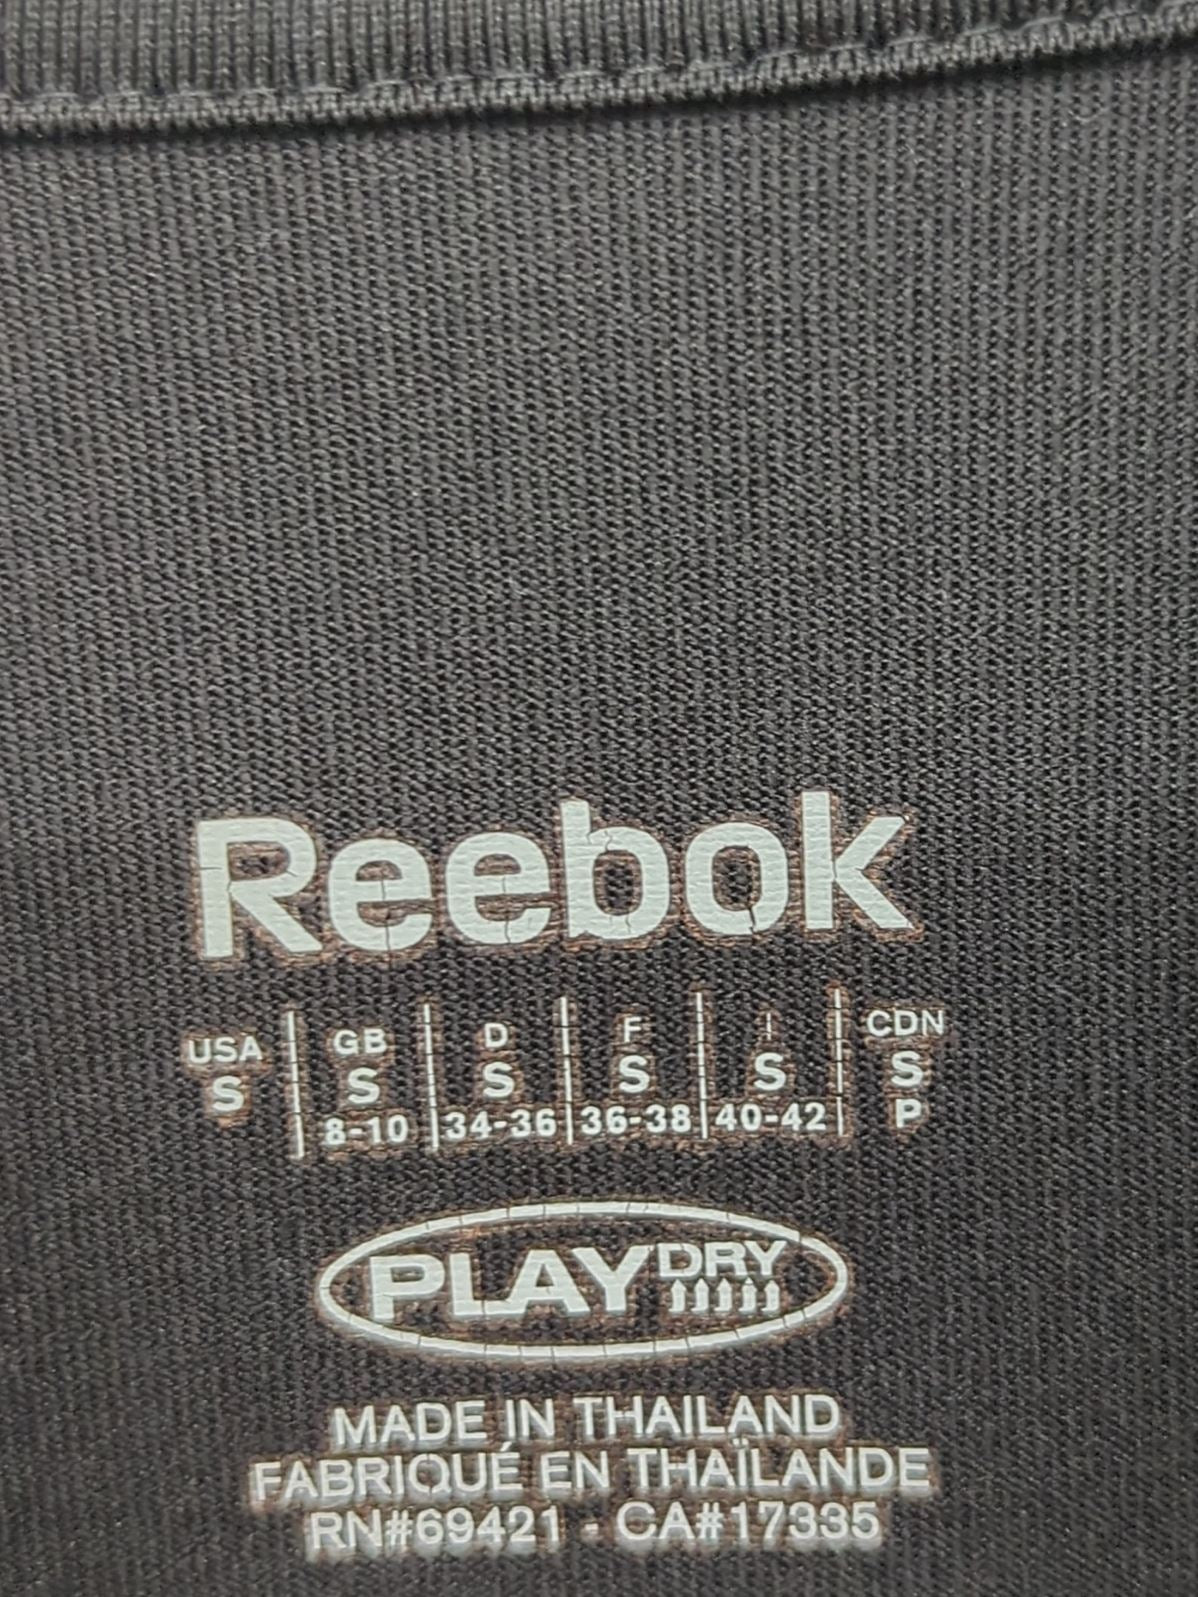 Reebok
USA GB D F I CDN
S S S S S S
8-10 34-36 36-38 40-42 P
PLAYDRY
MADE IN THAILAND
FABRIQUÉ EN THAÏLANDE
RN#69421 - CA#17335